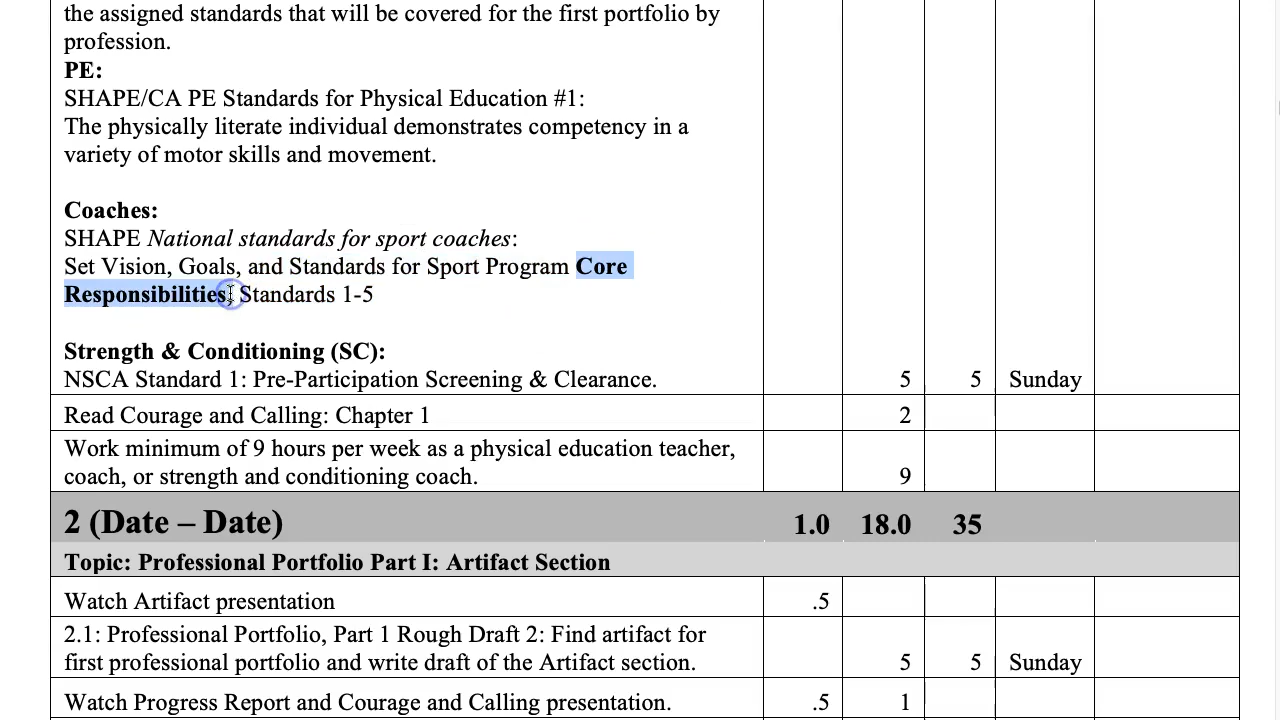 the assigned standards that will be covered for the first portfolio by
profession.
PE:
SHAPE/CA PE Standards for Physical Education #1:
The physically literate individual demonstrates competency in a
variety of motor skills and movement.
Coaches:
SHAPE National standards for sport coaches:
Set Vision, Goals, and Standards for Sport Program Core
Responsibilities, Standards 1-5
Strength & Conditioning (SC):
NSCA Standard 1: Pre-Participation Screening & Clearance. 5 5 Sunday
Read Courage and Calling: Chapter 1 2
Work minimum of 9 hours per week as a physical education teacher,
coach, or strength and conditioning coach. 9
2 (Date – Date) 1.0 18.0 35
Topic: Professional Portfolio Part I: Artifact Section
Watch Artifact presentation .5
2.1: Professional Portfolio, Part 1 Rough Draft 2: Find artifact for
first professional portfolio and write draft of the Artifact section. 5 5 Sunday
Watch Progress Report and Courage and Calling presentation. .5 1